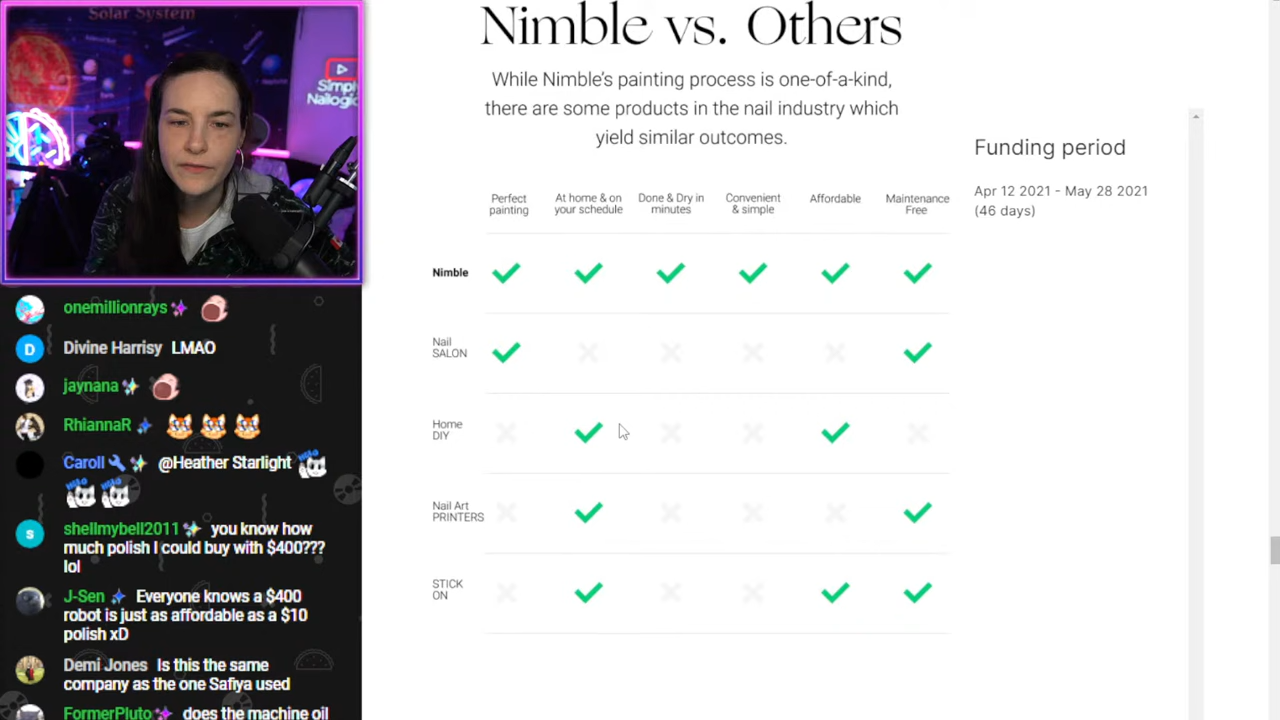 Solar System
Simply
Nailogic
onemillionrays
D Divine Harrisy LMAO
jaynana
RhiannaR
Caroll @Heather Starlight
s shellmybell2011 you know how
much polish I could buy with $400???
lol
J-Sen Everyone knows a $400
robot is just as affordable as a $10
polish xD
Demi Jones Is this the same
company as the one Safiya used
FormerPluto does the machine oil
Nimble vs. Others
While Nimble's painting process is one-of-a-kind,
there are some products in the nail industry which
yield similar outcomes.
Perfect
painting
At home & on
your schedule
Done & Dry in
minutes
Convenient
& simple
Affordable
Maintenance
Free
Nimble
Nail
SALON
Home
DIY
Nail Art
PRINTERS
STICK
ON
Funding period
Apr 12 2021 - May 28 2021
(46 days)